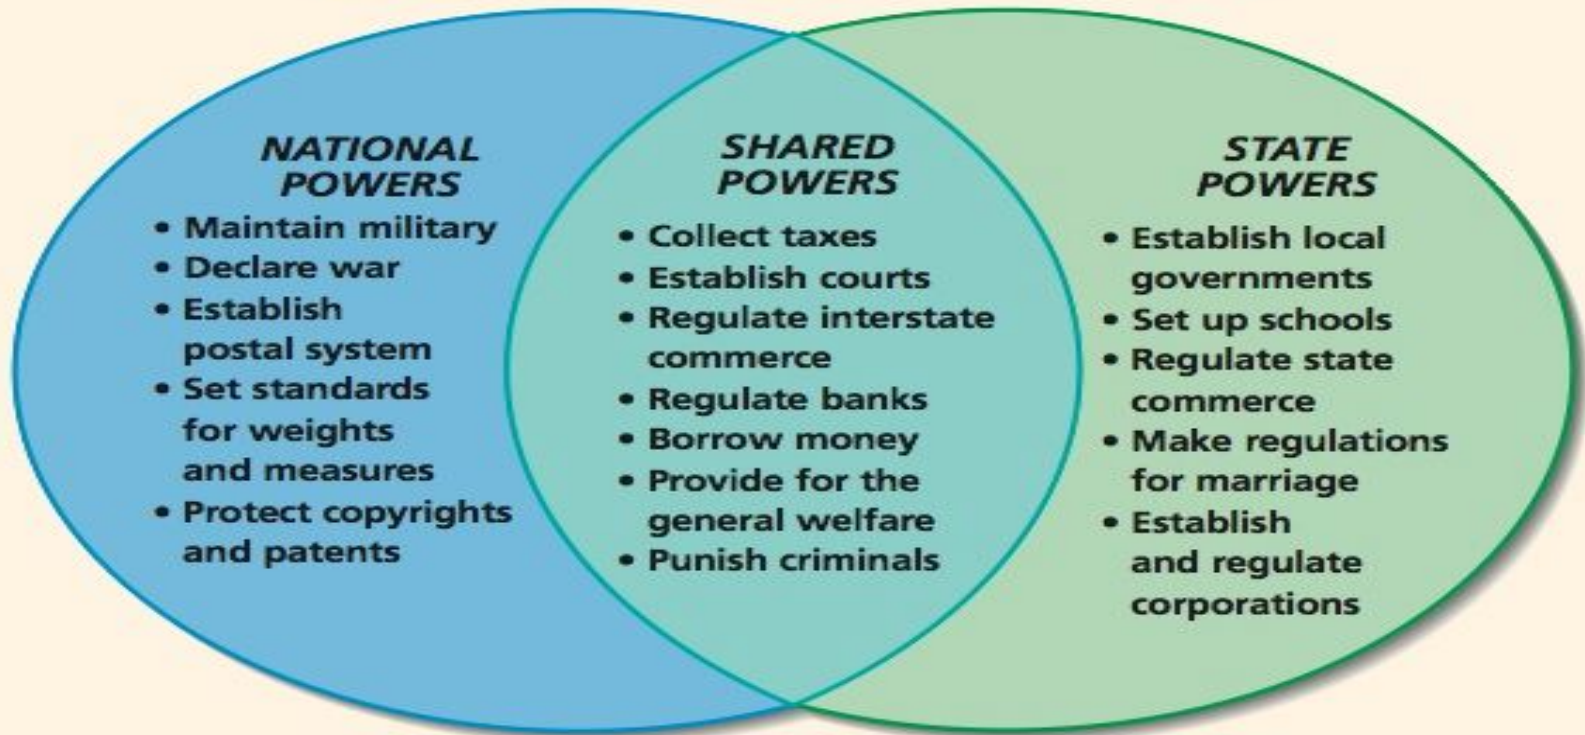 NATIONAL
POWERS
• Maintain military
• Declare war
• Establish
postal system
• Set standards
for weights
and measures
• Protect copyrights
and patents
SHARED
POWERS
• Collect taxes
• Establish courts
• Regulate interstate
commerce
• Regulate banks
• Borrow money
• Provide for the
general welfare
• Punish criminals
STATE
POWERS
• Establish local
governments
• Set up schools
• Regulate state
commerce
• Make regulations
for marriage
• Establish
and regulate
corporations